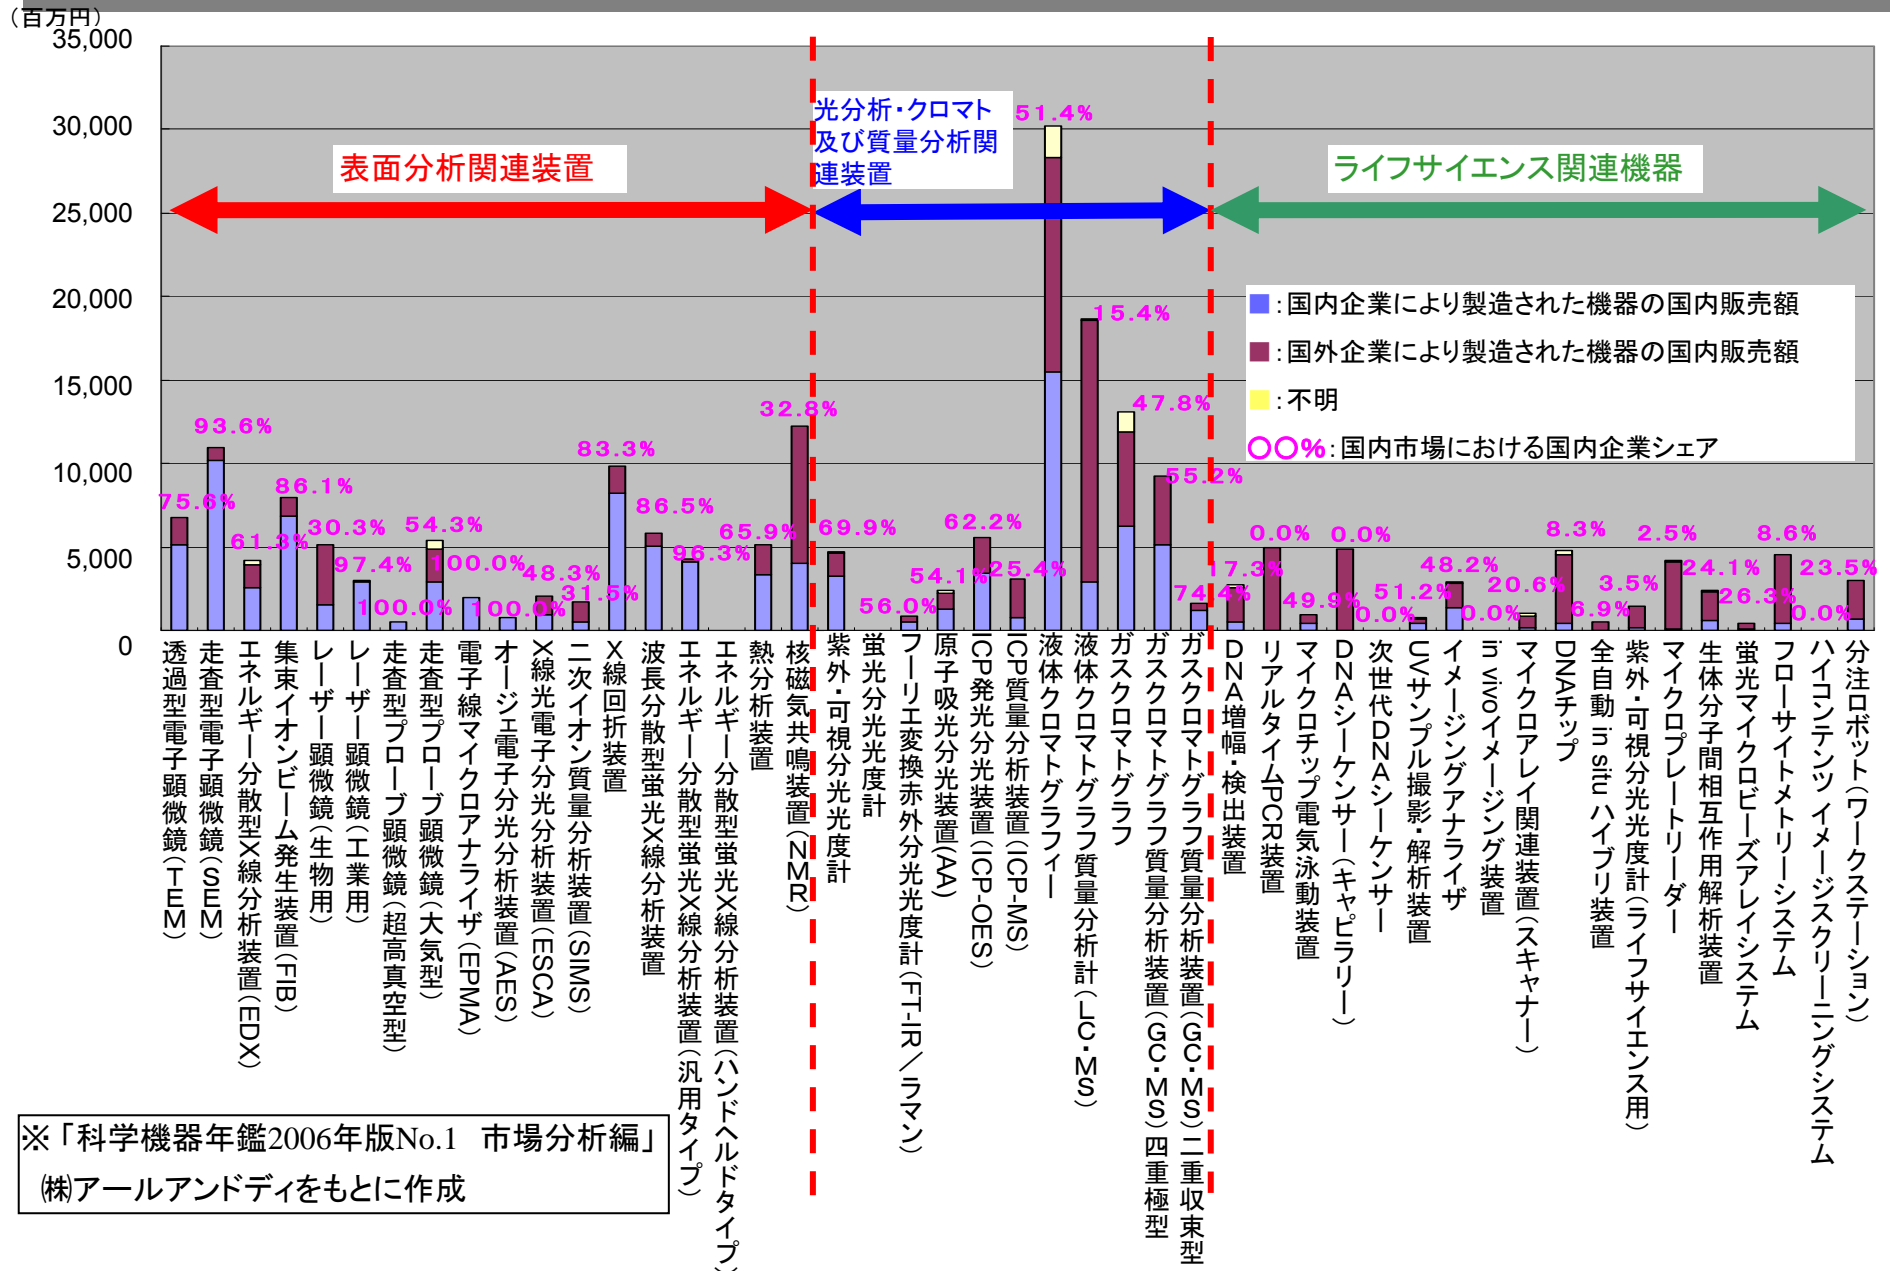 （百万円）
35,000
30,000
25,000
20,000
15,000
10,000
5,000
0
表面分析関連装置
光分析・クロマト
及び質量分析関
連装置
ライフサイエンス関連機器
：国内企業により製造された機器の国内販売額
：国外企業により製造された機器の国内販売額
：不明
○○%：国内市場における国内企業シェア
75.6%
93.6%
61.3%
86.1%
30.3%
97.4%
100.0%
54.3%
100.0%
100.0%
48.3%
31.5%
83.3%
86.5%
96.3%
65.9%
32.8%
69.9%
56.0%
54.1%
62.2%
25.4%
51.4%
15.4%
47.8%
55.2%
74.4%
17.3%
0.0%
49.9%
0.0%
0.0%
51.2%
48.2%
0.0%
20.6%
8.3%
6.9%
3.5%
2.5%
24.1%
26.3%
8.6%
0.0%
23.5%
透過型電子顕微鏡（TEM）
走査型電子顕微鏡（SEM）
エネルギー分散型X線分析装置（EDX）
集束イオンビーム発生装置（FIB）
レーザー顕微鏡（生物用）
レーザー顕微鏡（工業用）
走査型プローブ顕微鏡（超高真空型）
走査型プローブ顕微鏡（大気型）
電子線マイクロアナライザ（EPMA）
オージェ電子分光分析装置（AES）
X線光電子分光分析装置（ESCA）
二次イオン質量分析装置（SIMS）
X線回折装置
波長分散型蛍光X線分析装置
エネルギー分散型蛍光X線分析装置（汎用タイプ）
エネルギー分散型蛍光X線分析装置（ハンドヘルドタイプ）
熱分析装置
核磁気共鳴装置（NMR）
紫外・可視分光光度計
蛍光分光光度計
フーリエ変換赤外分光光度計（FT-IR／ラマン）
原子吸光分光装置(AA)
ICP発光分光装置（ICP-OES）
ICP質量分析装置（ICP-MS）
液体クロマトグラフィー
液体クロマトグラフ質量分析計（LC・MS）
ガスクロマトグラフ
ガスクロマトグラフ質量分析装置（GC・MS）四重極型
ガスクロマトグラフ質量分析装置（GC・MS）二重収束型
DNA増幅・検出装置
リアルタイムPCR装置
マイクロチップ電気泳動装置
DNAシーケンサー（キャピラリー）
次世代DNAシーケンサー
UVサンプル撮影・解析装置
イメージングアナライザ
in vivoイメージング装置
マイクロアレイ関連装置（スキャナー）
DNAチップ
全自動 in situ ハイブリ装置
紫外・可視分光光度計（ライフサイエンス用）
マイクロプレートリーダー
生体分子間相互作用解析装置
蛍光マイクロビーズアレイシステム
フローサイトメトリーシステム
ハイコンテンツ イメージスクリーニングシステム
分注ロボット（ワークステーション）
※「科学機器年鑑2006年版No.1　市場分析編」
㈱アールアンドディをもとに作成